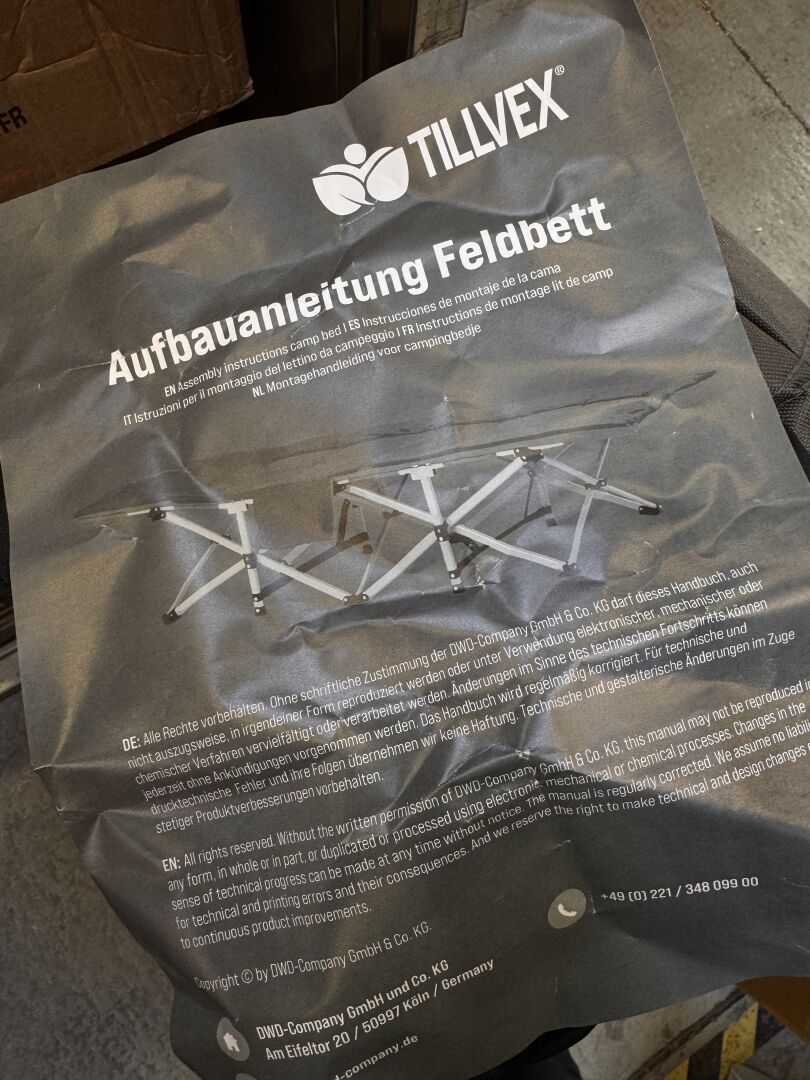 FR
TILLVEX®
Aufbauanleitung Feldbett
EN Assembly instructions camp bed I ES Instrucciones de montaje de la cama
IT Istruzioni per il montaggio del lettino da campeggio I FR Instructions de montage lit de camp
NL Montagehandleiding voor campingbedje
DE: Alle Rechte vorbehalten. Ohne schriftliche Zustimmung der DWD-Company GmbH & Co. KG darf dieses Handbuch, auch
nicht auszugsweise, in irgendeiner Form reproduziert werden oder unter Verwendung elektronischer, mechanischer oder
chemischer Verfahren vervielfältigt oder verarbeitet werden. Änderungen im Sinne des technischen Fortschritts können
jederzeit ohne Ankündigungen vorgenommen werden. Das Handbuch wird regelmäßig korrigiert. Für technische und
drucktechnische Fehler und ihre Folgen übernehmen wir keine Haftung. Technische und gestalterische Änderungen im Zuge
stetiger Produktverbesserungen vorbehalten.
EN: All rights reserved. Without the written permission of DWD-Company GmbH & Co. KG, this manual may not be reproduced in
any form, in whole or in part, or duplicated or processed using electronic, mechanical or chemical processes. Changes in the
sense of technical progress can be made at any time without notice. The manual is regularly corrected. We assume no liability
for technical and printing errors and their consequences. And we reserve the right to make technical and design changes
to continuous product improvements.
+49 (0) 221 / 348 099 00
Copyright © by DWD-Company GmbH & Co. KG.
DWD-Company GmbH und Co. KG
Am Eifeltor 20 / 50997 Köln / Germany
d-company.de